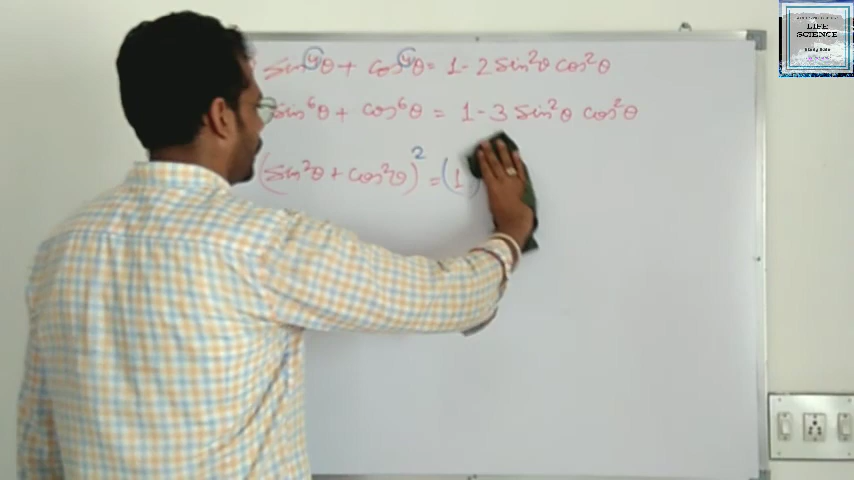 sin⁴θ + cos⁴θ = 1 - 2 sin²θ cos²θ
sin⁶θ + cos⁶θ = 1 - 3 sin²θ cos²θ
(sin²θ + cos²θ)² = (1)
LIFE
SCIENCE